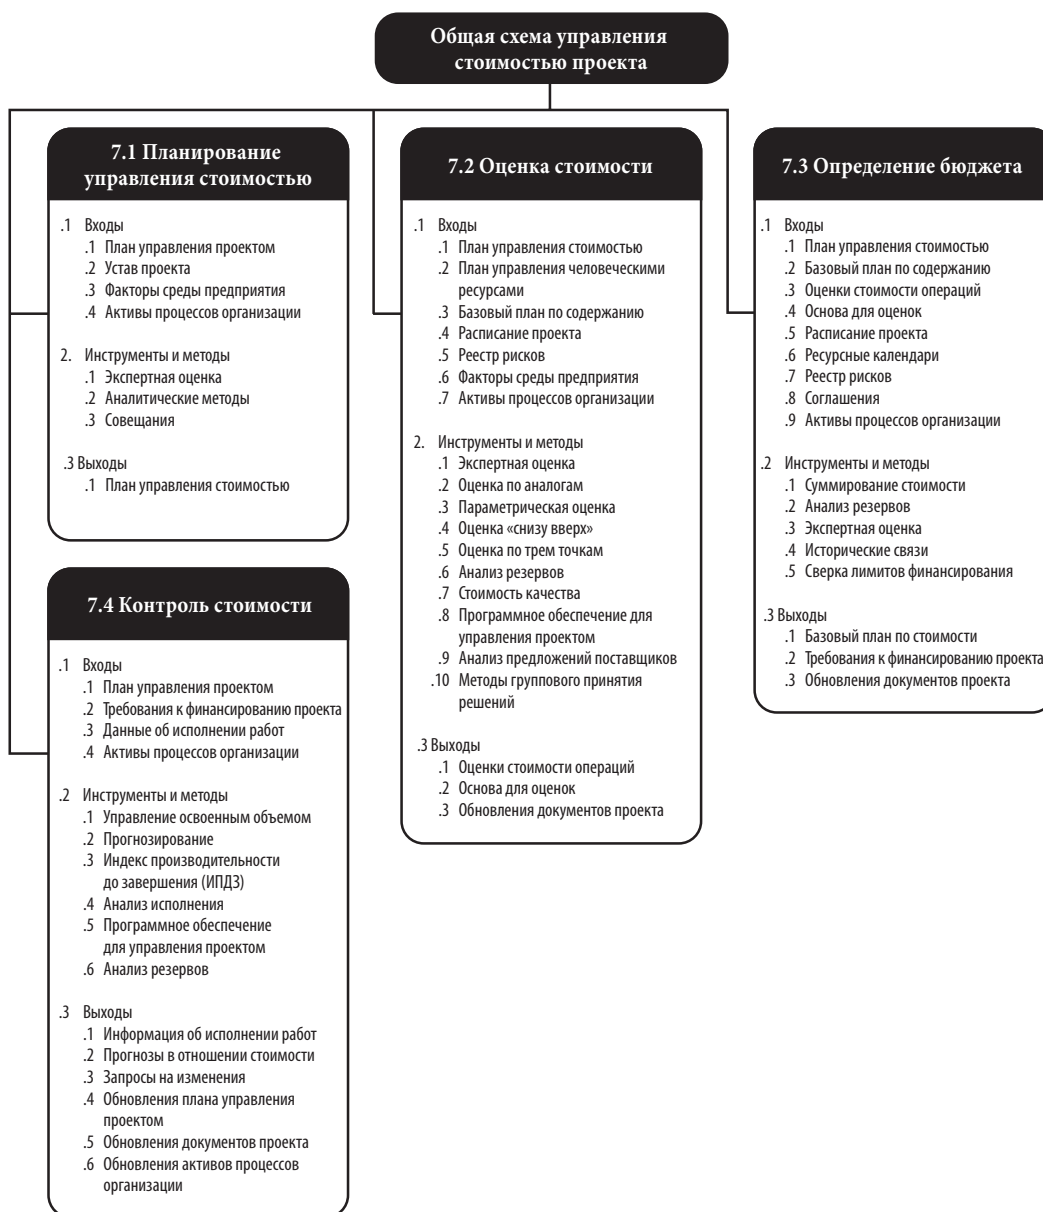 Общая схема управления
стоимостью проекта
7.1 Планирование
управления стоимостью
.1 Входы
.1 План управления проектом
.2 Устав проекта
.3 Факторы среды предприятия
.4 Активы процессов организации
2. Инструменты и методы
.1 Экспертная оценка
.2 Аналитические методы
.3 Совещания
.3 Выходы
.1 План управления стоимостью
7.2 Оценка стоимости
.1 Входы
.1 План управления стоимостью
.2 План управления человеческими
ресурсами
.3 Базовый план по содержанию
.4 Расписание проекта
.5 Реестр рисков
.6 Факторы среды предприятия
.7 Активы процессов организации
2. Инструменты и методы
.1 Экспертная оценка
.2 Оценка по аналогам
.3 Параметрическая оценка
.4 Оценка «снизу вверх»
.5 Оценка по трем точкам
.6 Анализ резервов
.7 Стоимость качества
.8 Программное обеспечение для
управления проектом
.9 Анализ предложений поставщиков
.10 Методы группового принятия
решений
.3 Выходы
.1 Оценки стоимости операций
.2 Основа для оценок
.3 Обновления документов проекта
7.3 Определение бюджета
.1 Входы
.1 План управления стоимостью
.2 Базовый план по содержанию
.3 Оценки стоимости операций
.4 Основа для оценок
.5 Расписание проекта
.6 Ресурсные календари
.7 Реестр рисков
.8 Соглашения
.9 Активы процессов организации
.2 Инструменты и методы
.1 Суммирование стоимости
.2 Анализ резервов
.3 Экспертная оценка
.4 Исторические связи
.5 Сверка лимитов финансирования
.3 Выходы
.1 Базовый план по стоимости
.2 Требования к финансированию проекта
.3 Обновления документов проекта
7.4 Контроль стоимости
.1 Входы
.1 План управления проектом
.2 Требования к финансированию проекта
.3 Данные об исполнении работ
.4 Активы процессов организации
.2 Инструменты и методы
.1 Управление освоенным объемом
.2 Прогнозирование
.3 Индекс производительности
до завершения (ИПДЗ)
.4 Анализ исполнения
.5 Программное обеспечение
для управления проектом
.6 Анализ резервов
.3 Выходы
.1 Информация об исполнении работ
.2 Прогнозы в отношении стоимости
.3 Запросы на изменения
.4 Обновления плана управления
проектом
.5 Обновления документов проекта
.6 Обновления активов процессов
организации